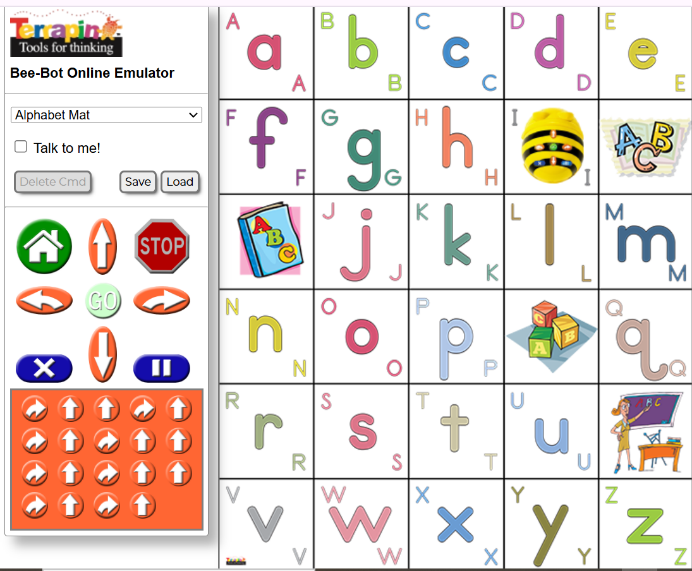 Terrapin
Tools for thinking
Bee-Bot Online Emulator
Alphabet Mat
Talk to me!
Delete Cmd
Save
Load
STOP
GO
A a A
B b B
C c C
D d D
E e E
F f F
G g G
H h H
I I
ABC
ABC
J j J
K k K
L l L
M m M
N n N
O o O
P p P
C A B
Q q Q
R r R
S s S
T t T
U u U
ABC
V v V
W w W
X x X
Y y Y
Z z Z